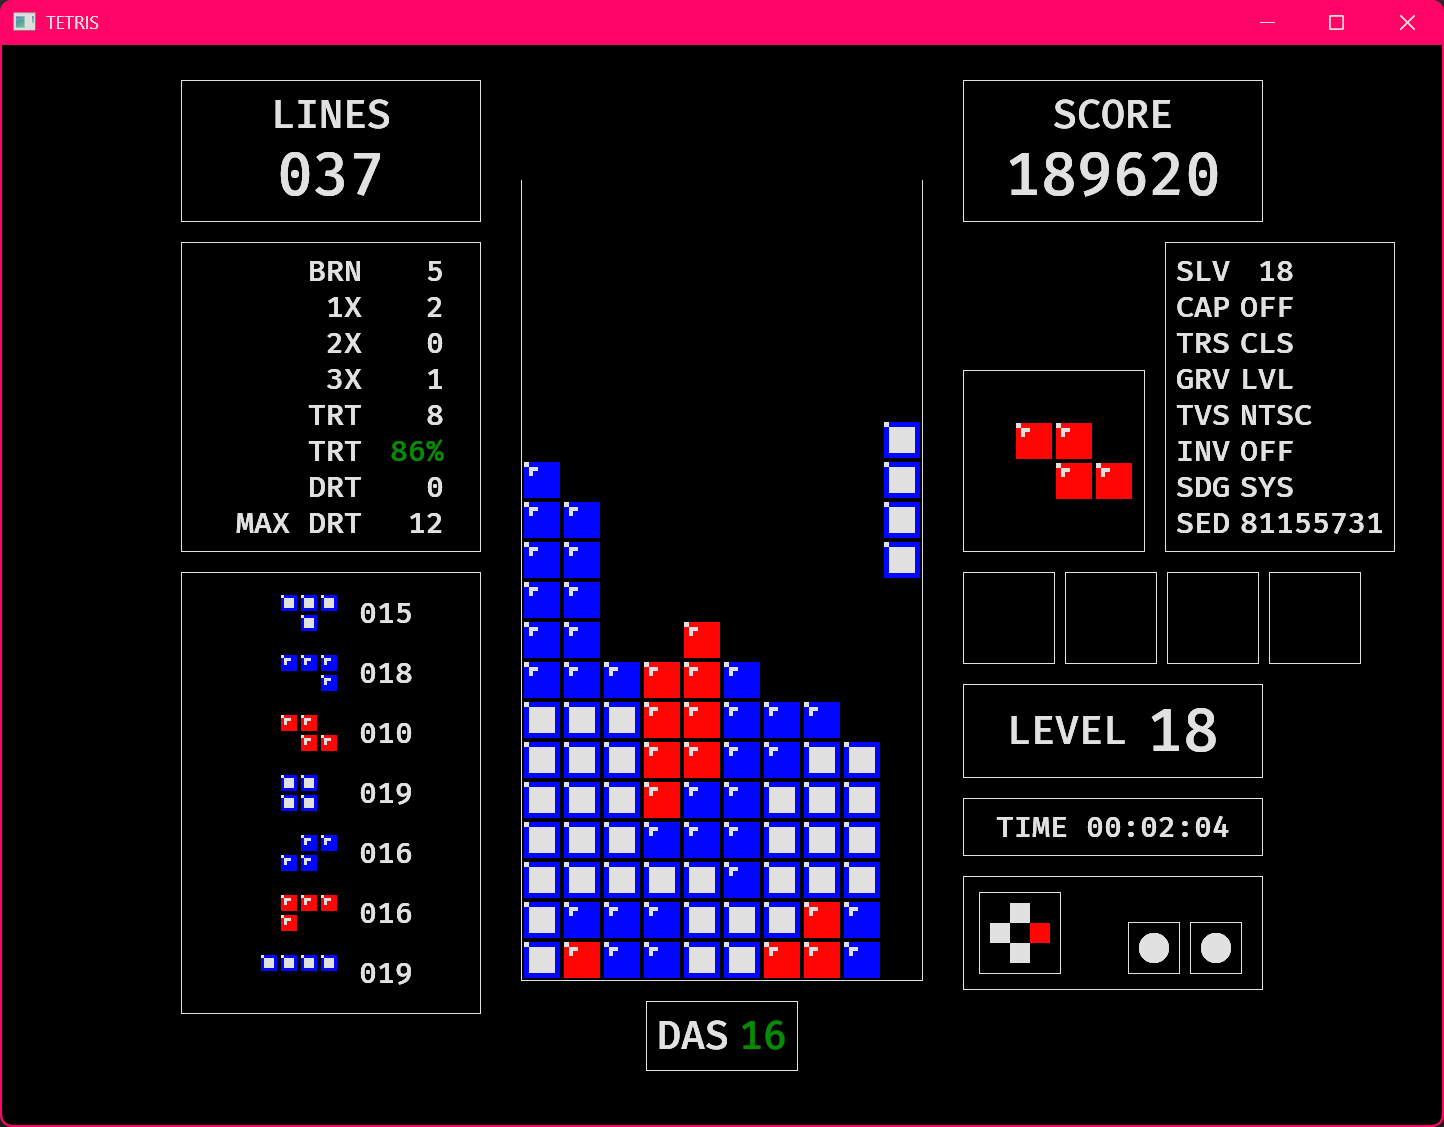 TETRIS
LINES
037
BRN 5
1X 2
2X 0
3X 1
TRT 8
TRT 86%
DRT 0
MAX DRT 12
015
018
010
019
016
016
019
DAS 16
SCORE
189620
SLV 18
CAP OFF
TRS CLS
GRV LVL
TVS NTSC
INV OFF
SDG SYS
SED 81155731
LEVEL 18
TIME 00:02:04